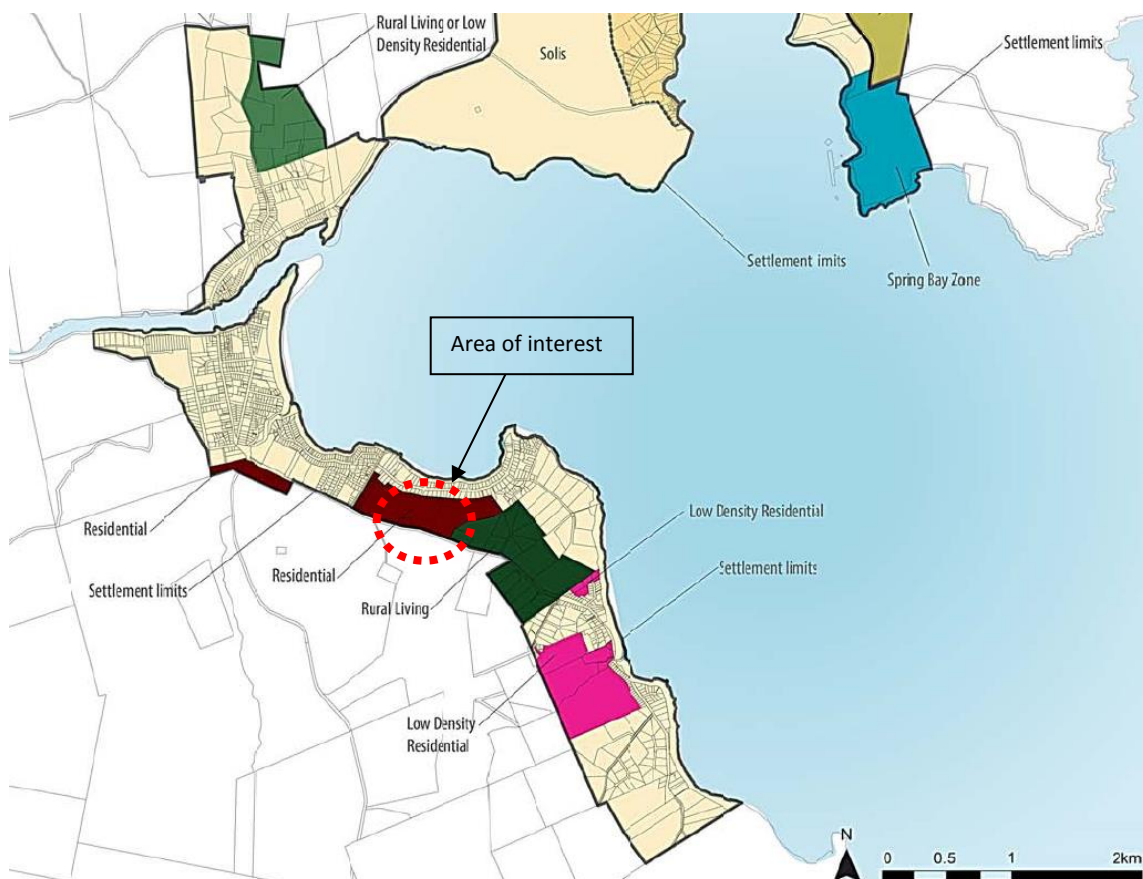 Rural Living or Low
Density Residential
Solis
Settlement limits
Settlement imits
Spring Bay Zone
Area of interest
Residential
Settlement limits
Residential
Rural Living
Low Density Residential
Settlement limits
Low Density
Residential
N
0 0.5 1 2km